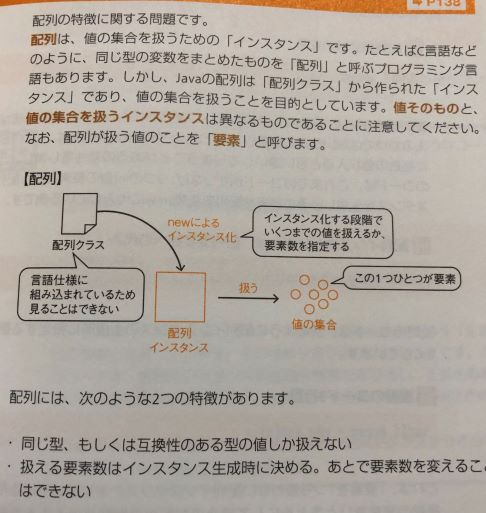 ➡ P138
配列の特徴に関する問題です。
配列は、値の集合を扱うための「インスタンス」です。たとえばC言語など
のように、同じ型の変数をまとめたものを「配列」と呼ぶプログラミング言
語もあります。しかし、Javaの配列は「配列クラス」から作られた「インス
タンス」であり、値の集合を扱うことを目的としています。値そのものと、
値の集合を扱うインスタンスは異なるものであることに注意してください。
なお、配列が扱う値のことを「要素」と呼びます。
【配列】
配列クラス
newによる
インスタンス化
インスタンス化する段階で
いくつまでの値を扱えるか、
要素数を指定する
言語仕様に
組み込まれているため
見ることはできない
配列
インスタンス
扱う
この1つひとつが要素
値の集合
配列には、次のような2つの特徴があります。
・同じ型、もしくは互換性のある型の値しか扱えない
・扱える要素数はインスタンス生成時に決める。あとで要素数を変えること
はできない